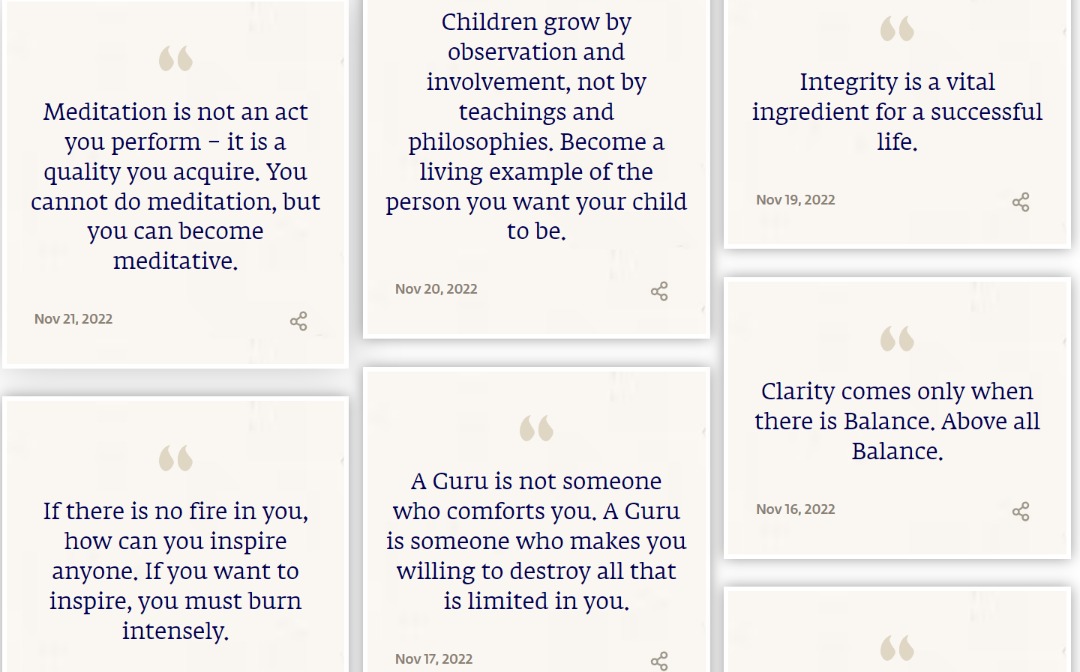 Meditation is not an act
you perform – it is a
quality you acquire. You
cannot do meditation, but
you can become
meditative.
Nov 21, 2022
Children grow by
observation and
involvement, not by
teachings and
philosophies. Become a
living example of the
person you want your child
to be.
Nov 20, 2022
Integrity is a vital
ingredient for a successful
life.
Nov 19, 2022
If there is no fire in you,
how can you inspire
anyone. If you want to
inspire, you must burn
intensely.
A Guru is not someone
who comforts you. A Guru
is someone who makes you
willing to destroy all that
is limited in you.
Nov 17, 2022
Clarity comes only when
there is Balance. Above all
Balance.
Nov 16, 2022